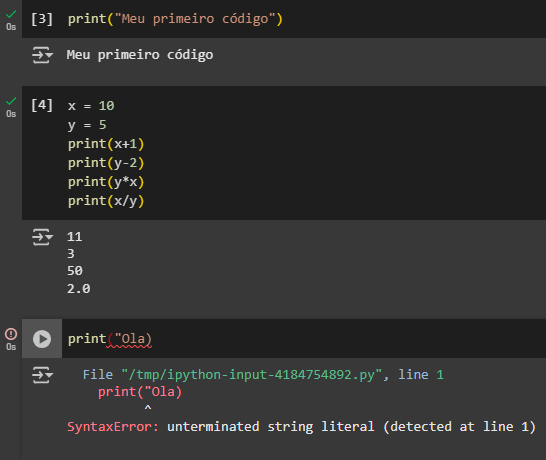 [3] print("Meu primeiro código")
0s
Meu primeiro código
[4] x = 10
0s
y = 5
print(x+1)
print(y-2)
print(y*x)
print(x/y)
11
3
50
2.0
print("Ola)
0s
File "/tmp/ipython-input-4184754892.py", line 1
print("Ola)
^
SyntaxError: unterminated string literal (detected at line 1)